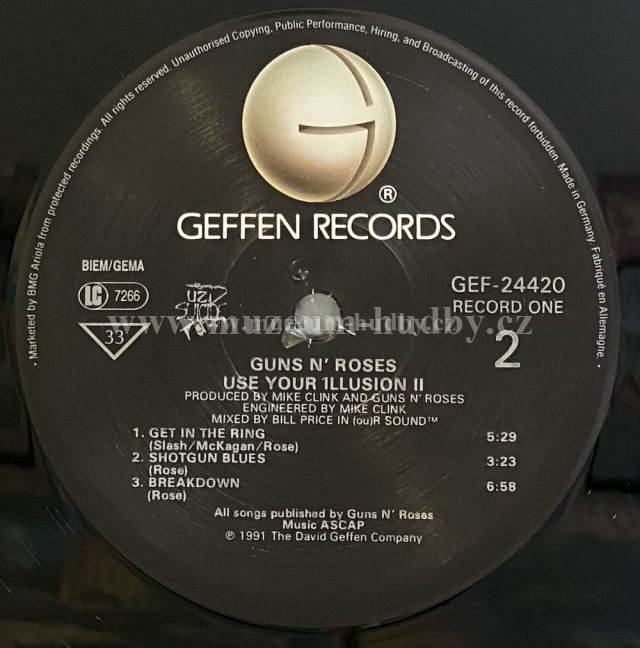 Marketed by BMG Ariola from protected recordings. All rights reserved. Unauthorised Copying, Public Performance, Hiring, and Broadcasting of this record forbidden. Made in Germany. Fabriqué en Allemagne.
G
®
GEFFEN RECORDS
BIEM/GEMA
LC 7266
33
UZI
SUICIDE
GEF-24420
RECORD ONE
2
www.muzeum-hudby.cz
GUNS N' ROSES
USE YOUR ILLUSION II
PRODUCED BY MIKE CLINK AND GUNS N' ROSES
ENGINEERED BY MIKE CLINK
MIXED BY BILL PRICE IN (ou)R SOUND™
1. GET IN THE RING 5:29
(Slash/McKagan/Rose)
2. SHOTGUN BLUES 3:23
(Rose)
3. BREAKDOWN 6:58
(Rose)
All songs published by Guns N' Roses
Music ASCAP
℗ 1991 The David Geffen Company